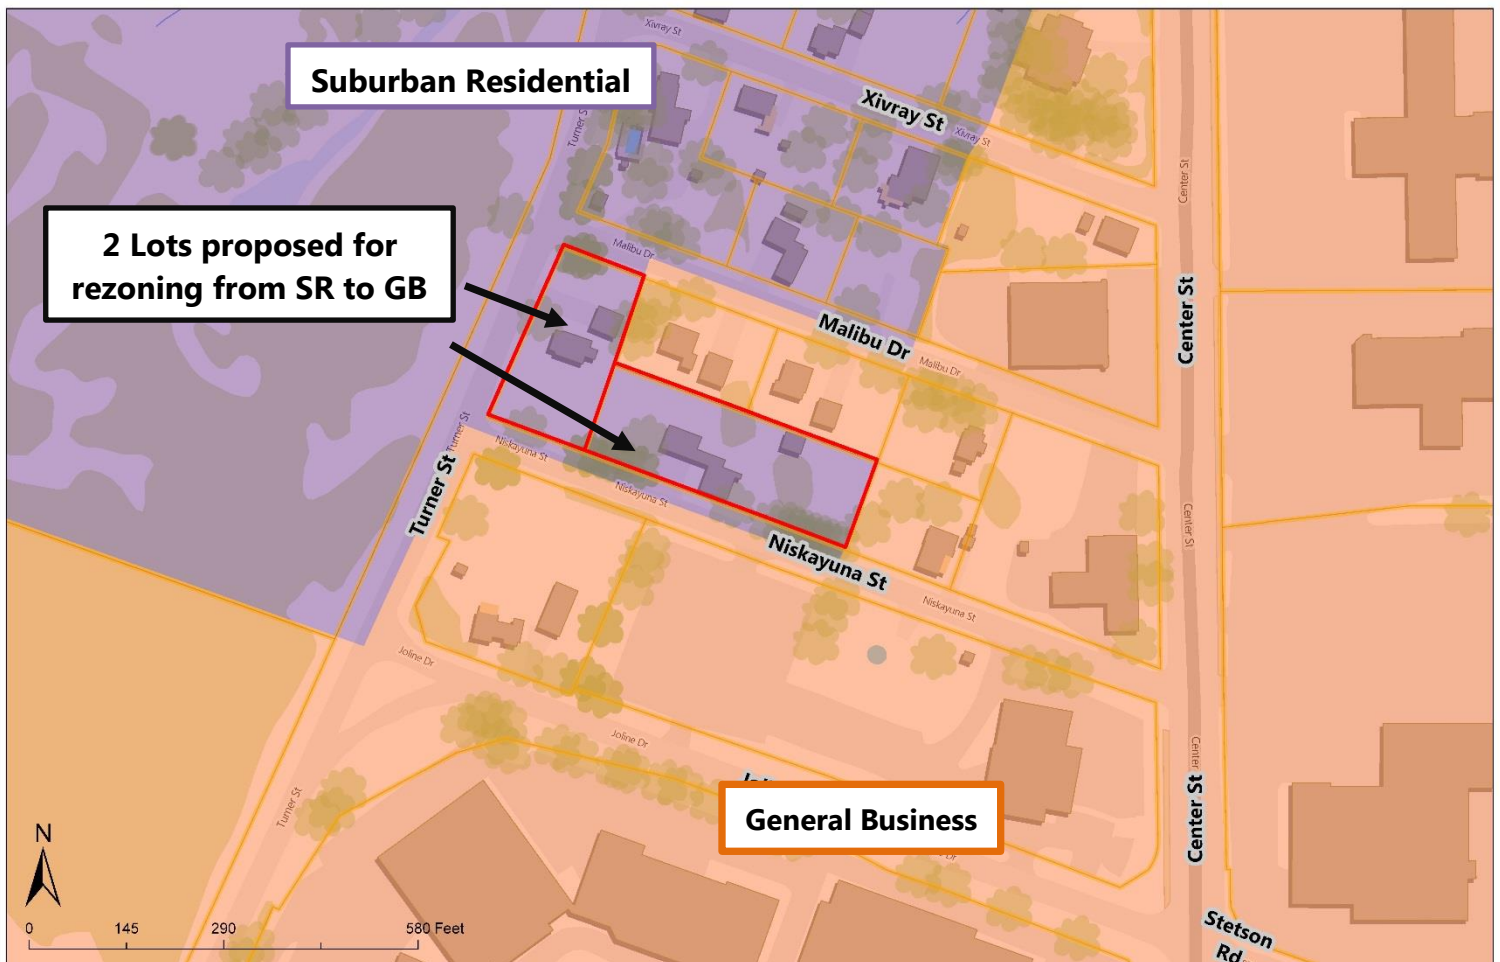 Xivray St
Suburban Residential
Xivray St
Xivray St
Turner St
Center St
2 Lots proposed for
rezoning from SR to GB
Malibu Dr
Center St
Malibu Dr
Malibu Dr
Turner St
Niskayuna St
Turner St
Niskayuna St
Center St
Niskayuna St
Niskayuna St
Joline Dr
Joline Dr
Center
General Business
Center St
Turner St
Dr
N
0 145 290 580 Feet
Stetson
Rd